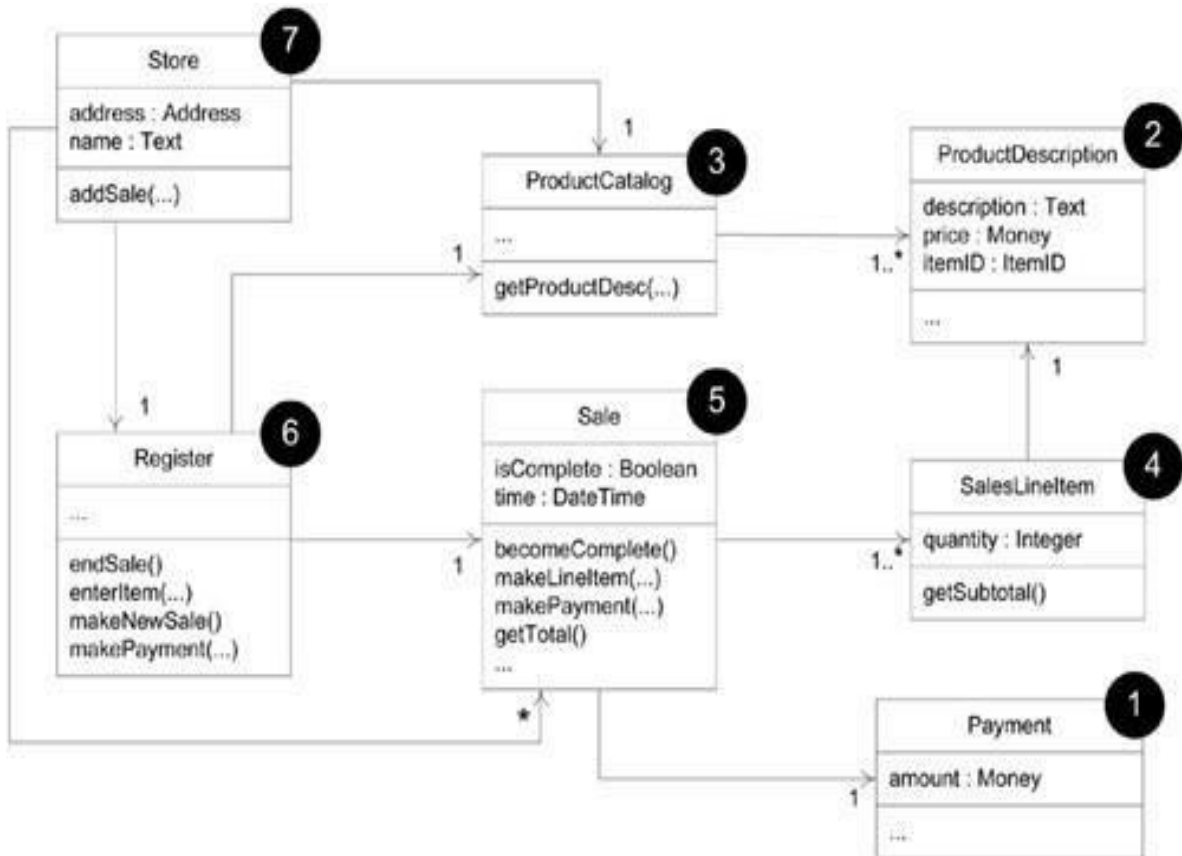 7
Store
address : Address
name : Text
addSale(...)
1
3
ProductCatalog
...
getProductDesc(...)
1
2
ProductDescription
description : Text
price : Money
itemID : ItemID
...
1..*
1
1
6
Register
...
endSale()
enterItem(...)
makeNewSale()
makePayment(...)
1
5
Sale
isComplete : Boolean
time : DateTime
becomeComplete()
makeLineItem(...)
makePayment(...)
getTotal()
...
*
4
SalesLineItem
quantity : Integer
getSubtotal()
1..*
1
Payment
amount : Money
...
1